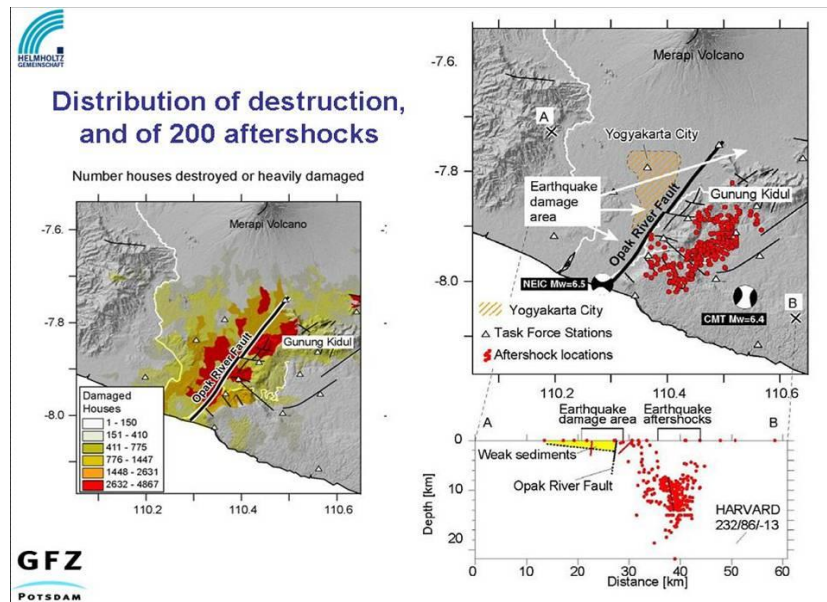 HELMHOLTZ
GEMEINSCHAFT
Distribution of destruction,
and of 200 aftershocks
Number houses destroyed or heavily damaged
-7.6
Merapi Volcano
-7.8
Gunung Kidul
Opak River Fault
-8.0
Damaged
Houses
1 - 150
151 - 410
411 - 775
776 - 1447
1448 - 2631
2632 - 4867
110.2
110.4
110.6
GFZ
POTSDAM
-7.6
Merapi Volcano
A
Yogyakarta City
-7.8
Earthquake
damage
area
Gunung Kidul
Opak River Fault
-8.0
NEIC Mw=6.5
B
CMT Mw=6.4
Yogyakarta City
Task Force Stations
Aftershock locations
110.2
110.4
110.6
Earthquake
damage area
Earthquake
aftershocks
A
B
0
Weak sediments
Opak River Fault
10
20
Depth [km]
HARVARD
232/86/-13
0
10
20
30
40
50
60
Distance [km]